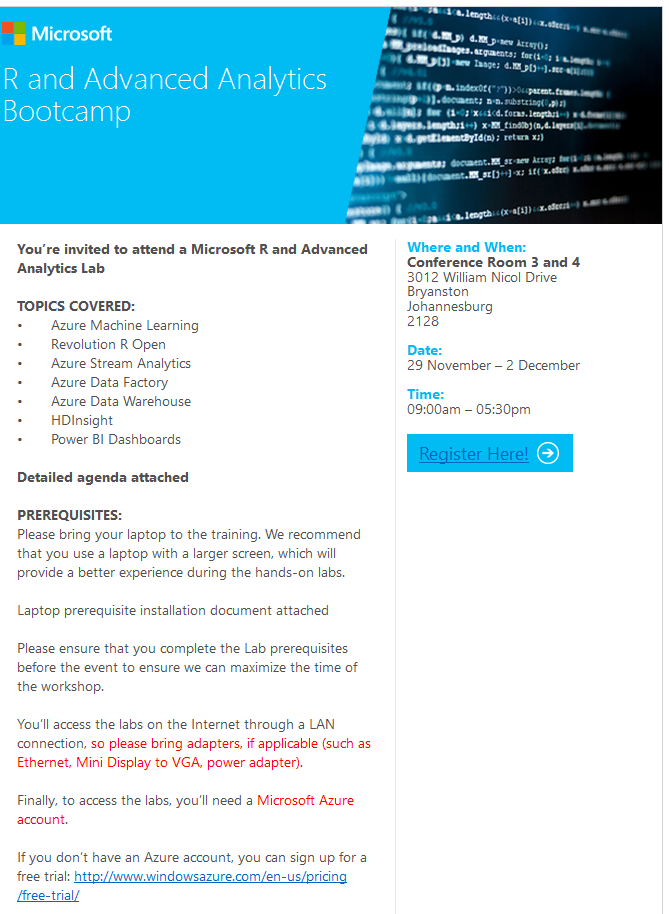 Microsoft
R and Advanced Analytics
Bootcamp
You're invited to attend a Microsoft R and Advanced
Analytics Lab
TOPICS COVERED:
• Azure Machine Learning
• Revolution R Open
• Azure Stream Analytics
• Azure Data Factory
• Azure Data Warehouse
• HDInsight
• Power BI Dashboards
Detailed agenda attached
PREREQUISITES:
Please bring your laptop to the training. We recommend
that you use a laptop with a larger screen, which will
provide a better experience during the hands-on labs.
Laptop prerequisite installation document attached
Please ensure that you complete the Lab prerequisites
before the event to ensure we can maximize the time of
the workshop.
You'll access the labs on the Internet through a LAN
connection, so please bring adapters, if applicable (such as
Ethernet, Mini Display to VGA, power adapter).
Finally, to access the labs, you'll need a Microsoft Azure
account.
If you don't have an Azure account, you can sign up for a
free trial: http://www.windowsazure.com/en-us/pricing
/free-trial/
Where and When:
Conference Room 3 and 4
3012 William Nicol Drive
Bryanston
Johannesburg
2128
Date:
29 November – 2 December
Time:
09:00am – 05:30pm
Register Here!